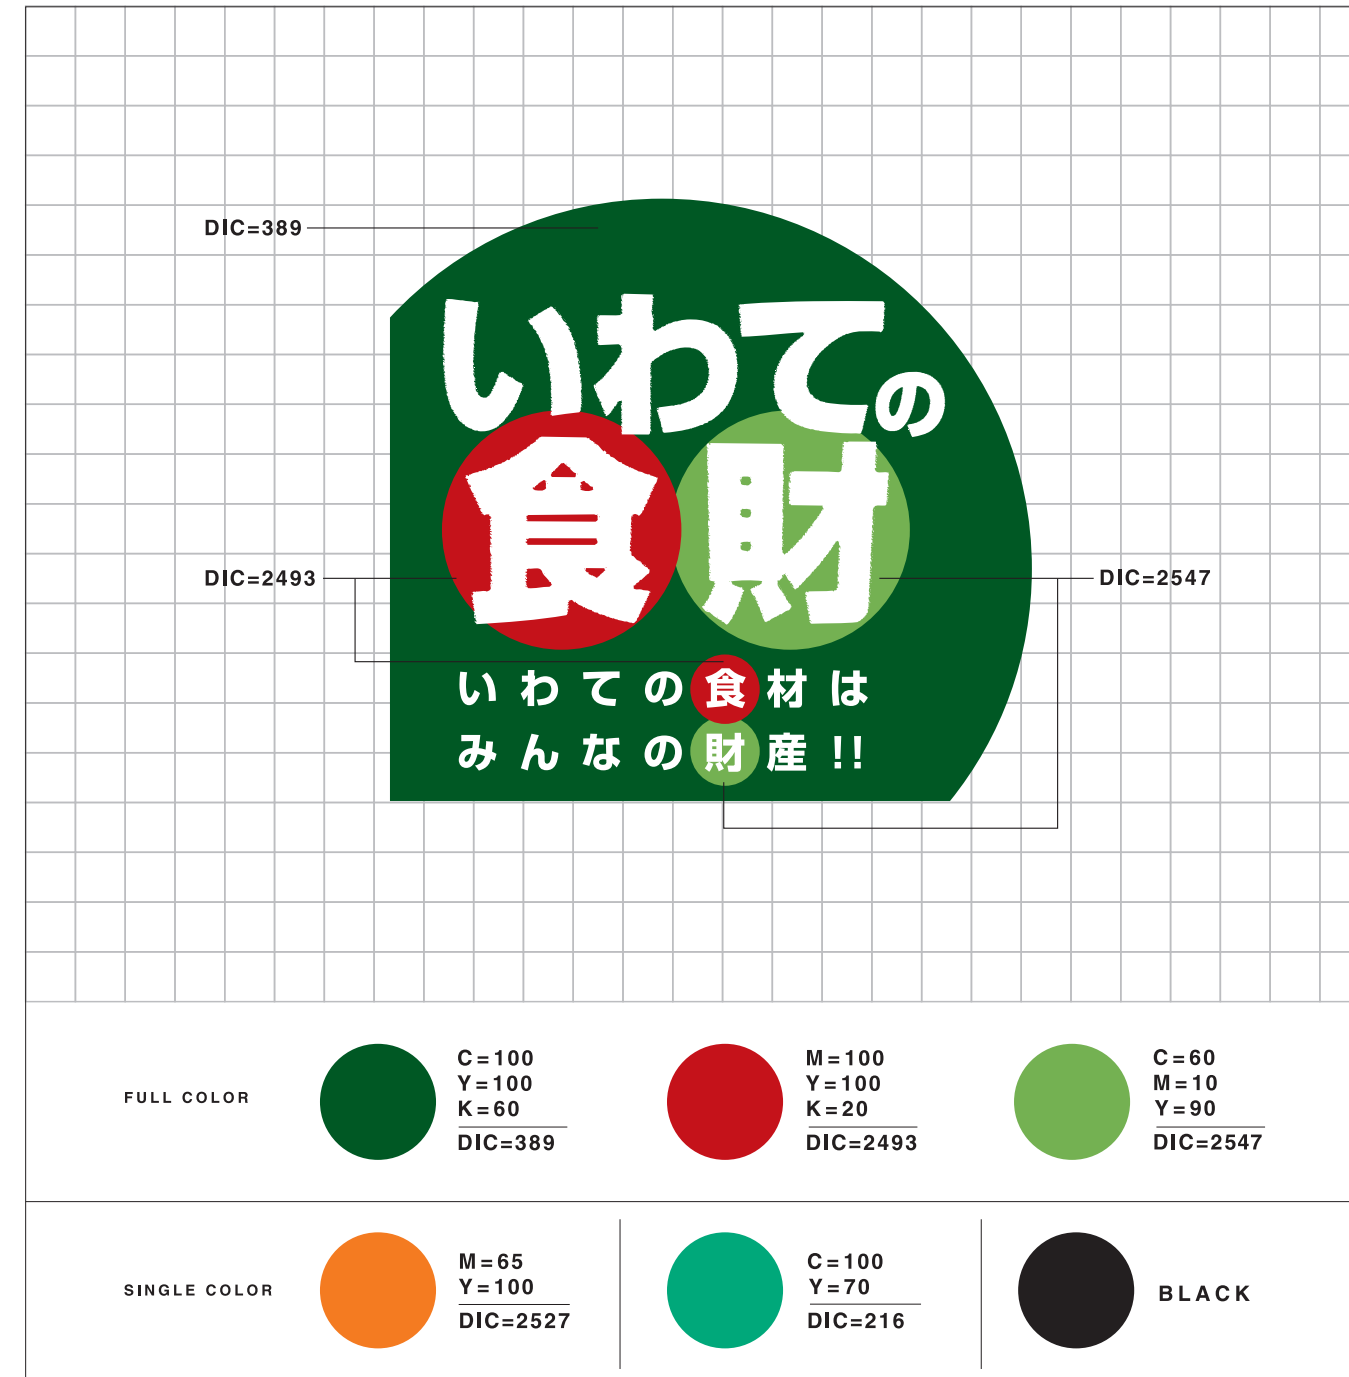 DIC=389
いわての
食財
DIC=2493
DIC=2547
いわての食材は
みんなの財産!!
FULL COLOR
C=100
Y=100
K=60
DIC=389
M=100
Y=100
K=20
DIC=2493
C=60
M=10
Y=90
DIC=2547
SINGLE COLOR
M=65
Y=100
DIC=2527
C=100
Y=70
DIC=216
BLACK